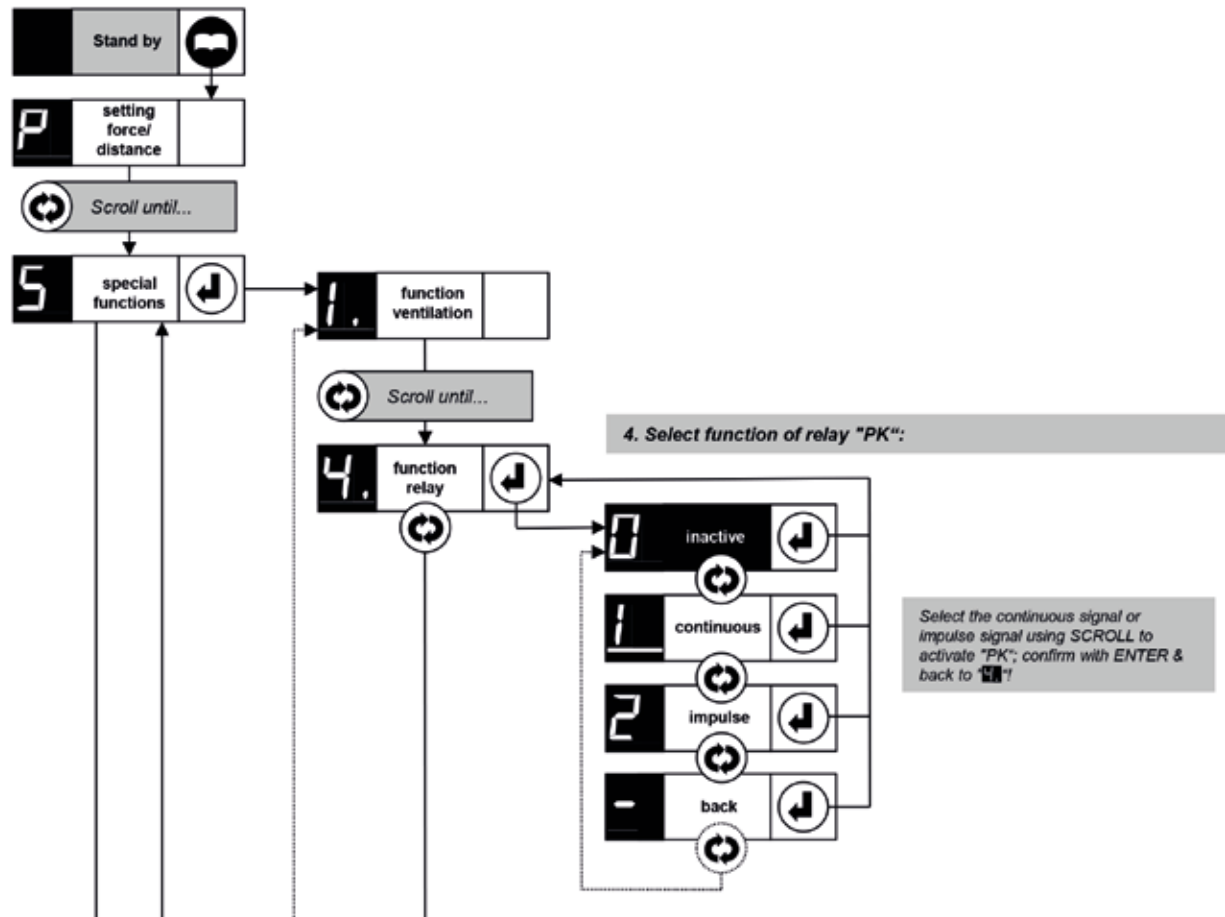 Stand by
P
setting
force/
distance
Scroll until...
S
special
functions
1.
function
ventilation
Scroll until...
4. Select function of relay "PK“:
4.
function
relay
0
inactive
1
continuous
Select the continuous signal or
impulse signal using SCROLL to
activate "PK"; confirm with ENTER &
back to "4."!
2
impulse
-
back